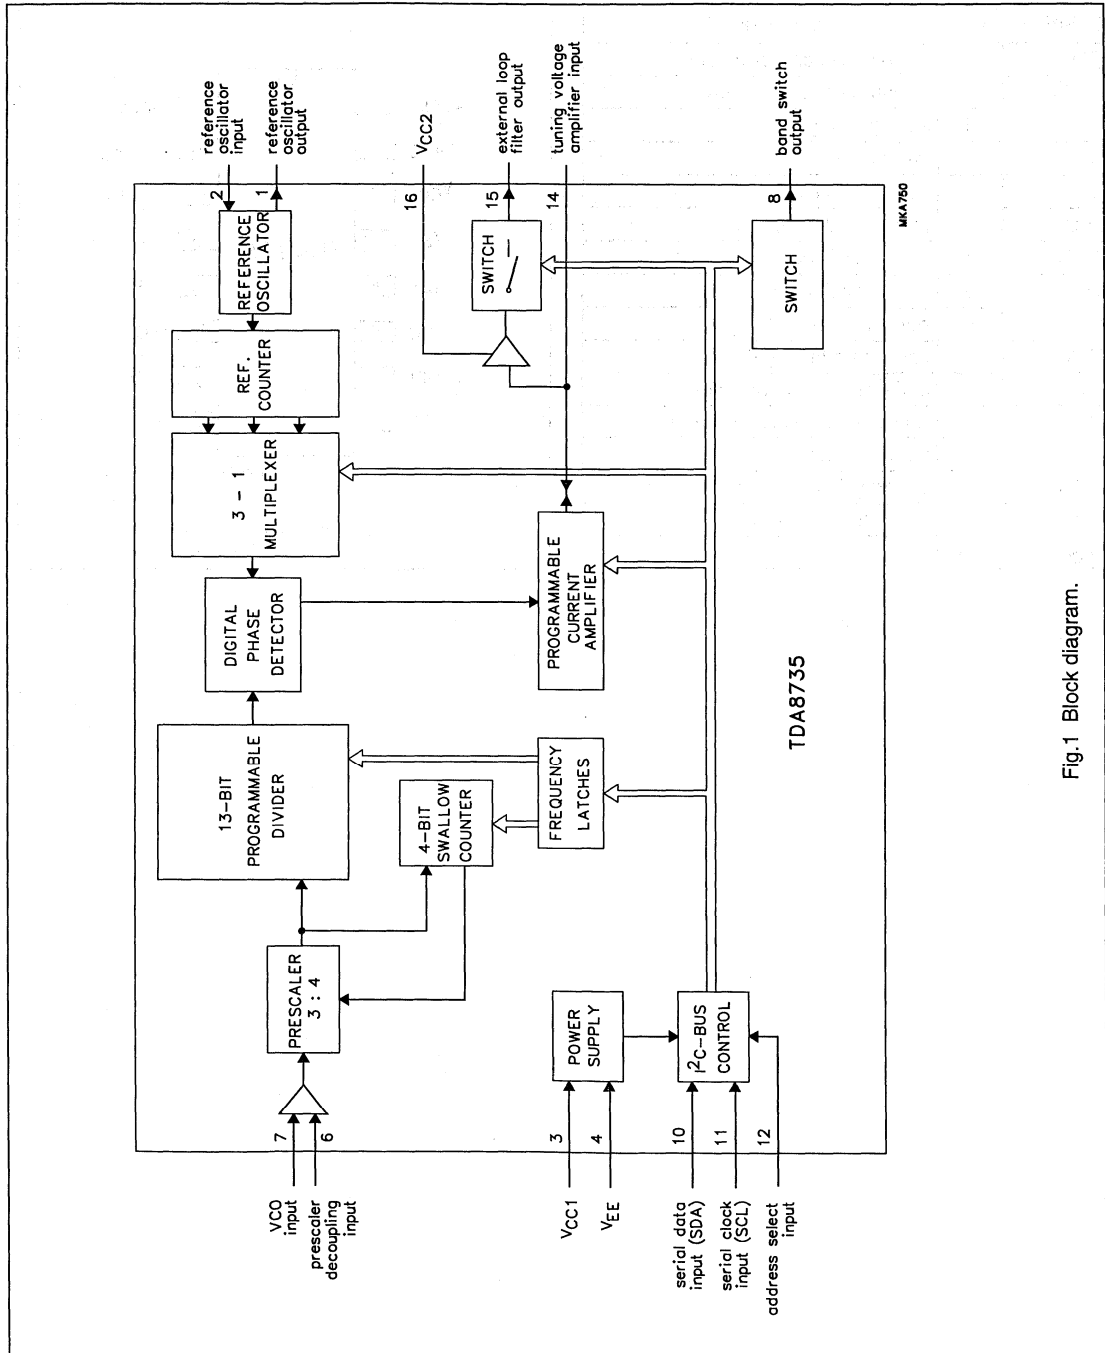 reference
oscillator
input
reference
oscillator
output
VCC2
external loop
filter output
tuning voltage
amplifier input
band switch
output
2
1
16
15
14
8
MKA750
REFERENCE
OSCILLATOR
REF.
COUNTER
3 - 1
MULTIPLEXER
DIGITAL
PHASE
DETECTOR
13-BIT
PROGRAMMABLE
DIVIDER
4-BIT
SWALLOW
COUNTER
PRESCALER
3 : 4
SWITCH
SWITCH
PROGRAMMABLE
CURRENT
AMPLIFIER
FREQUENCY
LATCHES
POWER
SUPPLY
I²C-BUS
CONTROL
TDA8735
7
6
3
4
10
11
12
VCO
input
prescaler
decoupling
input
VCC1
VEE
serial data
input (SDA)
serial clock
input (SCL)
address select
input
Fig.1 Block diagram.